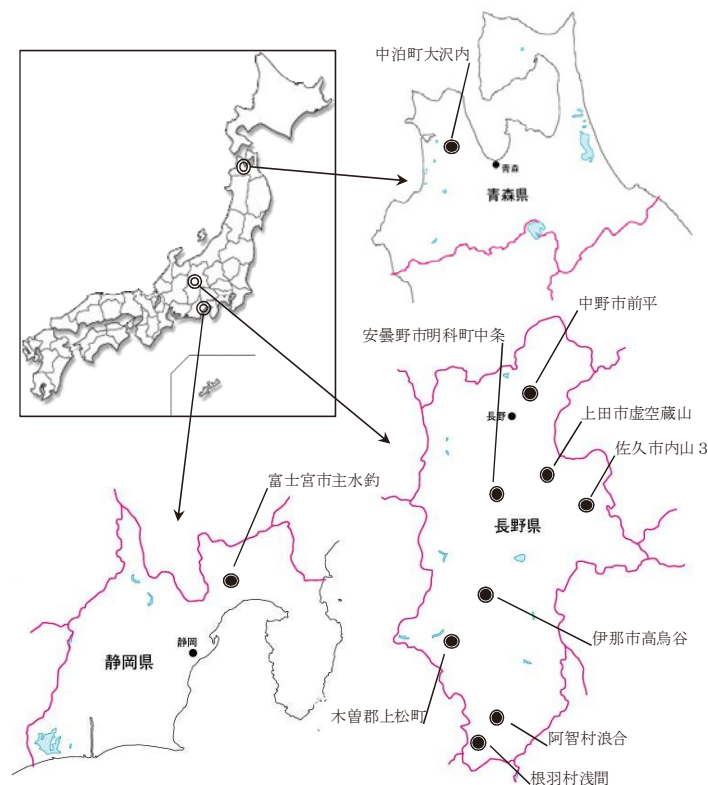 中泊町大沢内
青森
青森県
中野市前平
安曇野市明科町中条
長野
上田市虚空蔵山
佐久市内山3
長野県
富士宮市主水釣
静岡
静岡県
伊那市高烏谷
木曽郡上松町
阿智村浪合
根羽村浅間